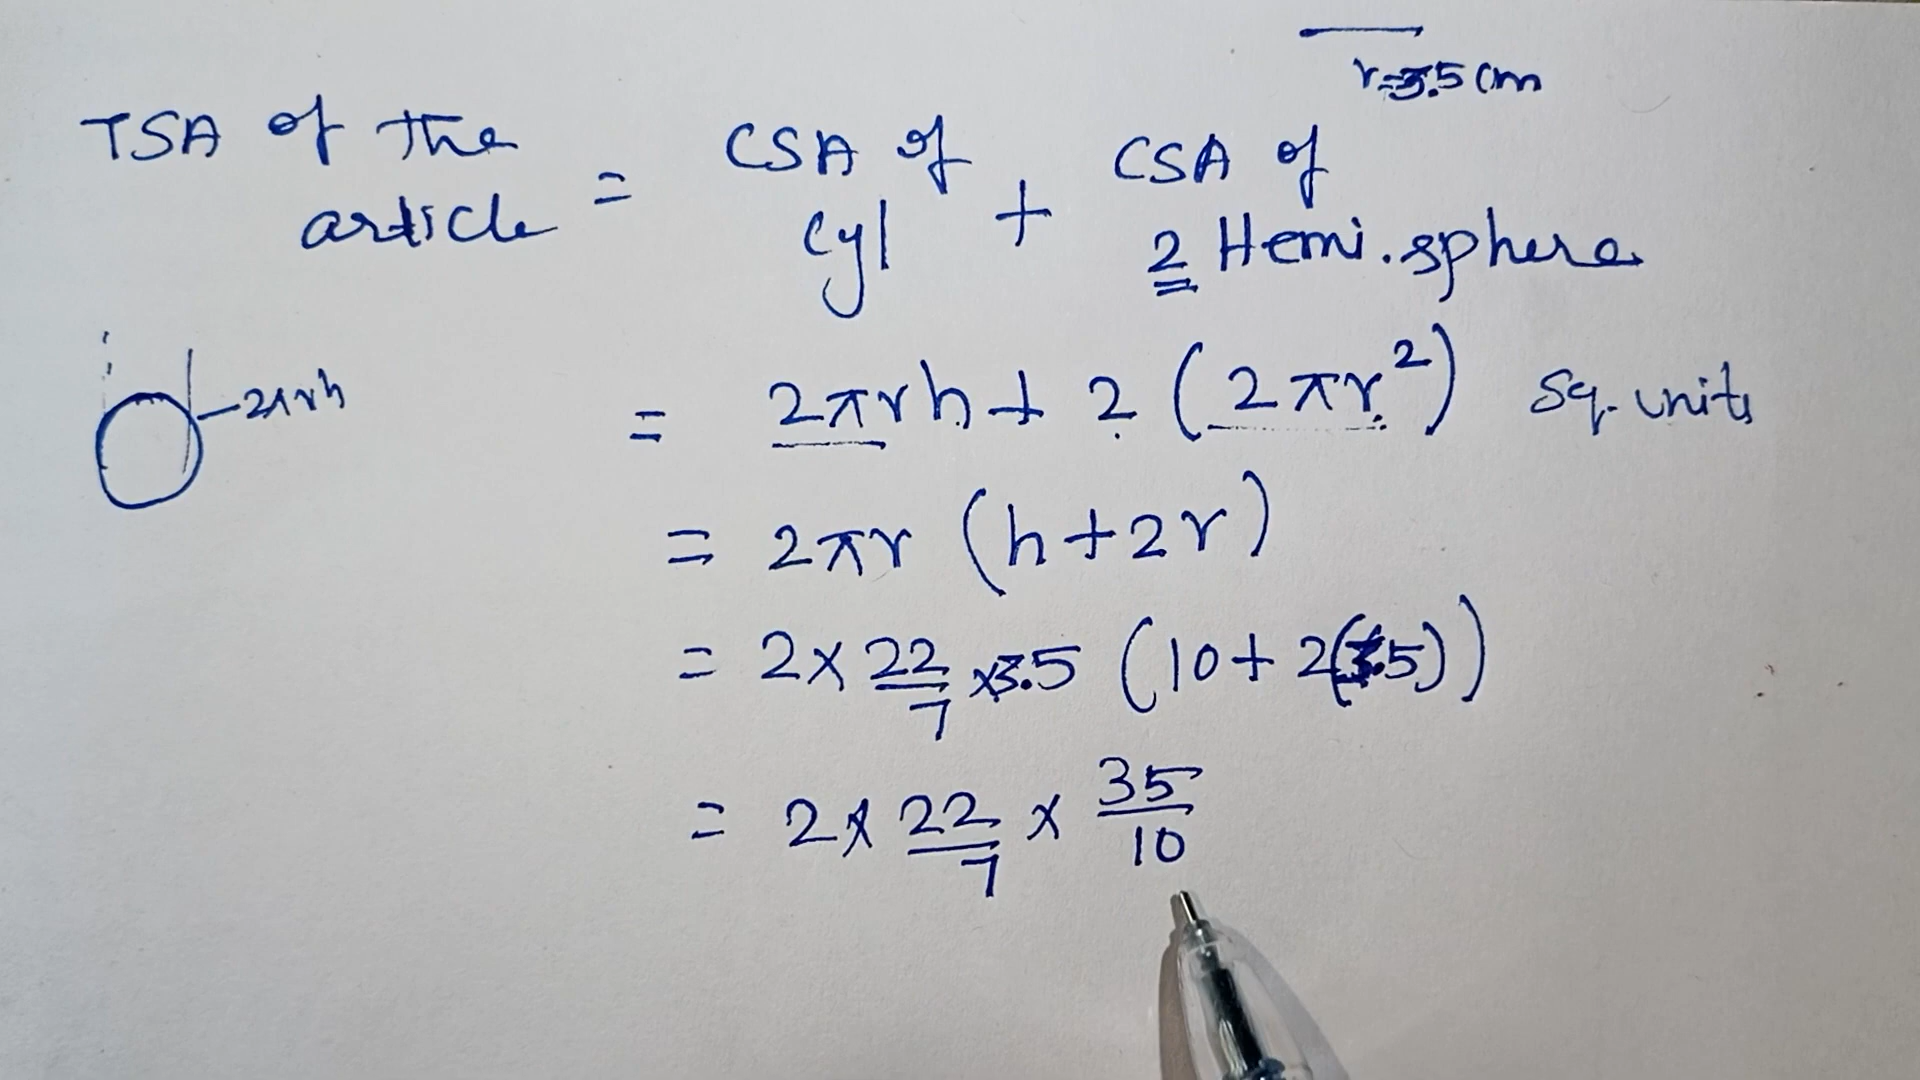 r=3.5 cm
TSA of the article = CSA of Cyl + CSA of 2 Hemi.sphere
2πrh
= 2πrh + 2 (2πr²) Sq. units
= 2πr (h+2r)
= 2 × 22/7 × 3.5 (10 + 2(3.5))
= 2 × 22/7 × 35/10